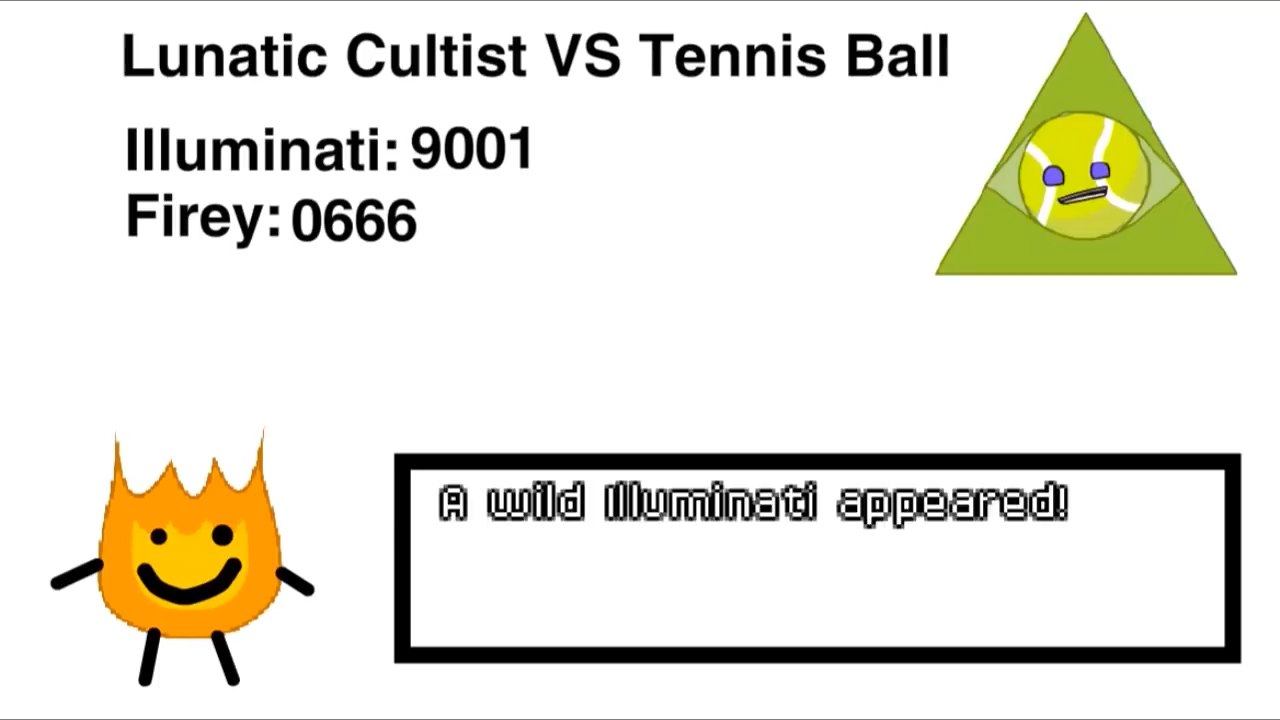 Lunatic Cultist VS Tennis Ball
Illuminati: 9001
Firey: 0666
A wild Illuminati appeared!